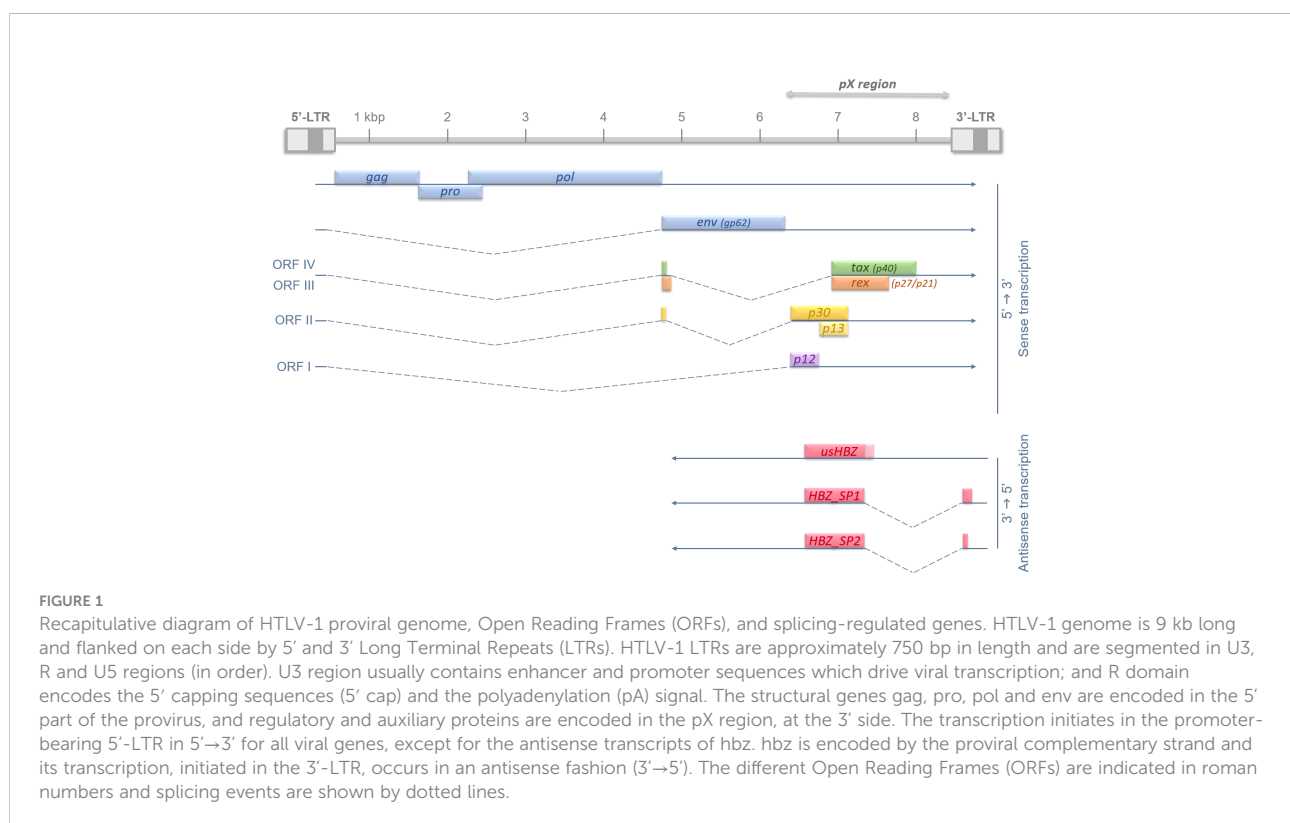 pX region
5'-LTR 1 kbp 2 3 4 5 6 7 8 3'-LTR
gag pol
pro
env (gp62)
ORF IV tax (p40)
ORF III rex (p27/p21)
ORF II p30
p13
ORF I p12
5' → 3'
Sense transcription
usHBZ
HBZ_SP1
HBZ_SP2
3' → 5'
Antisense transcription
FIGURE 1
Recapitulative diagram of HTLV-1 proviral genome, Open Reading Frames (ORFs), and splicing-regulated genes. HTLV-1 genome is 9 kb long
and flanked on each side by 5' and 3' Long Terminal Repeats (LTRs). HTLV-1 LTRs are approximately 750 bp in length and are segmented in U3,
R and U5 regions (in order). U3 region usually contains enhancer and promoter sequences which drive viral transcription; and R domain
encodes the 5′ capping sequences (5′ cap) and the polyadenylation (pA) signal. The structural genes gag, pro, pol and env are encoded in the 5'
part of the provirus, and regulatory and auxiliary proteins are encoded in the pX region, at the 3' side. The transcription initiates in the promoter-
bearing 5'-LTR in 5'→3' for all viral genes, except for the antisense transcripts of hbz. hbz is encoded by the proviral complementary strand and
its transcription, initiated in the 3'-LTR, occurs in an antisense fashion (3'→5'). The different Open Reading Frames (ORFs) are indicated in roman
numbers and splicing events are shown by dotted lines.